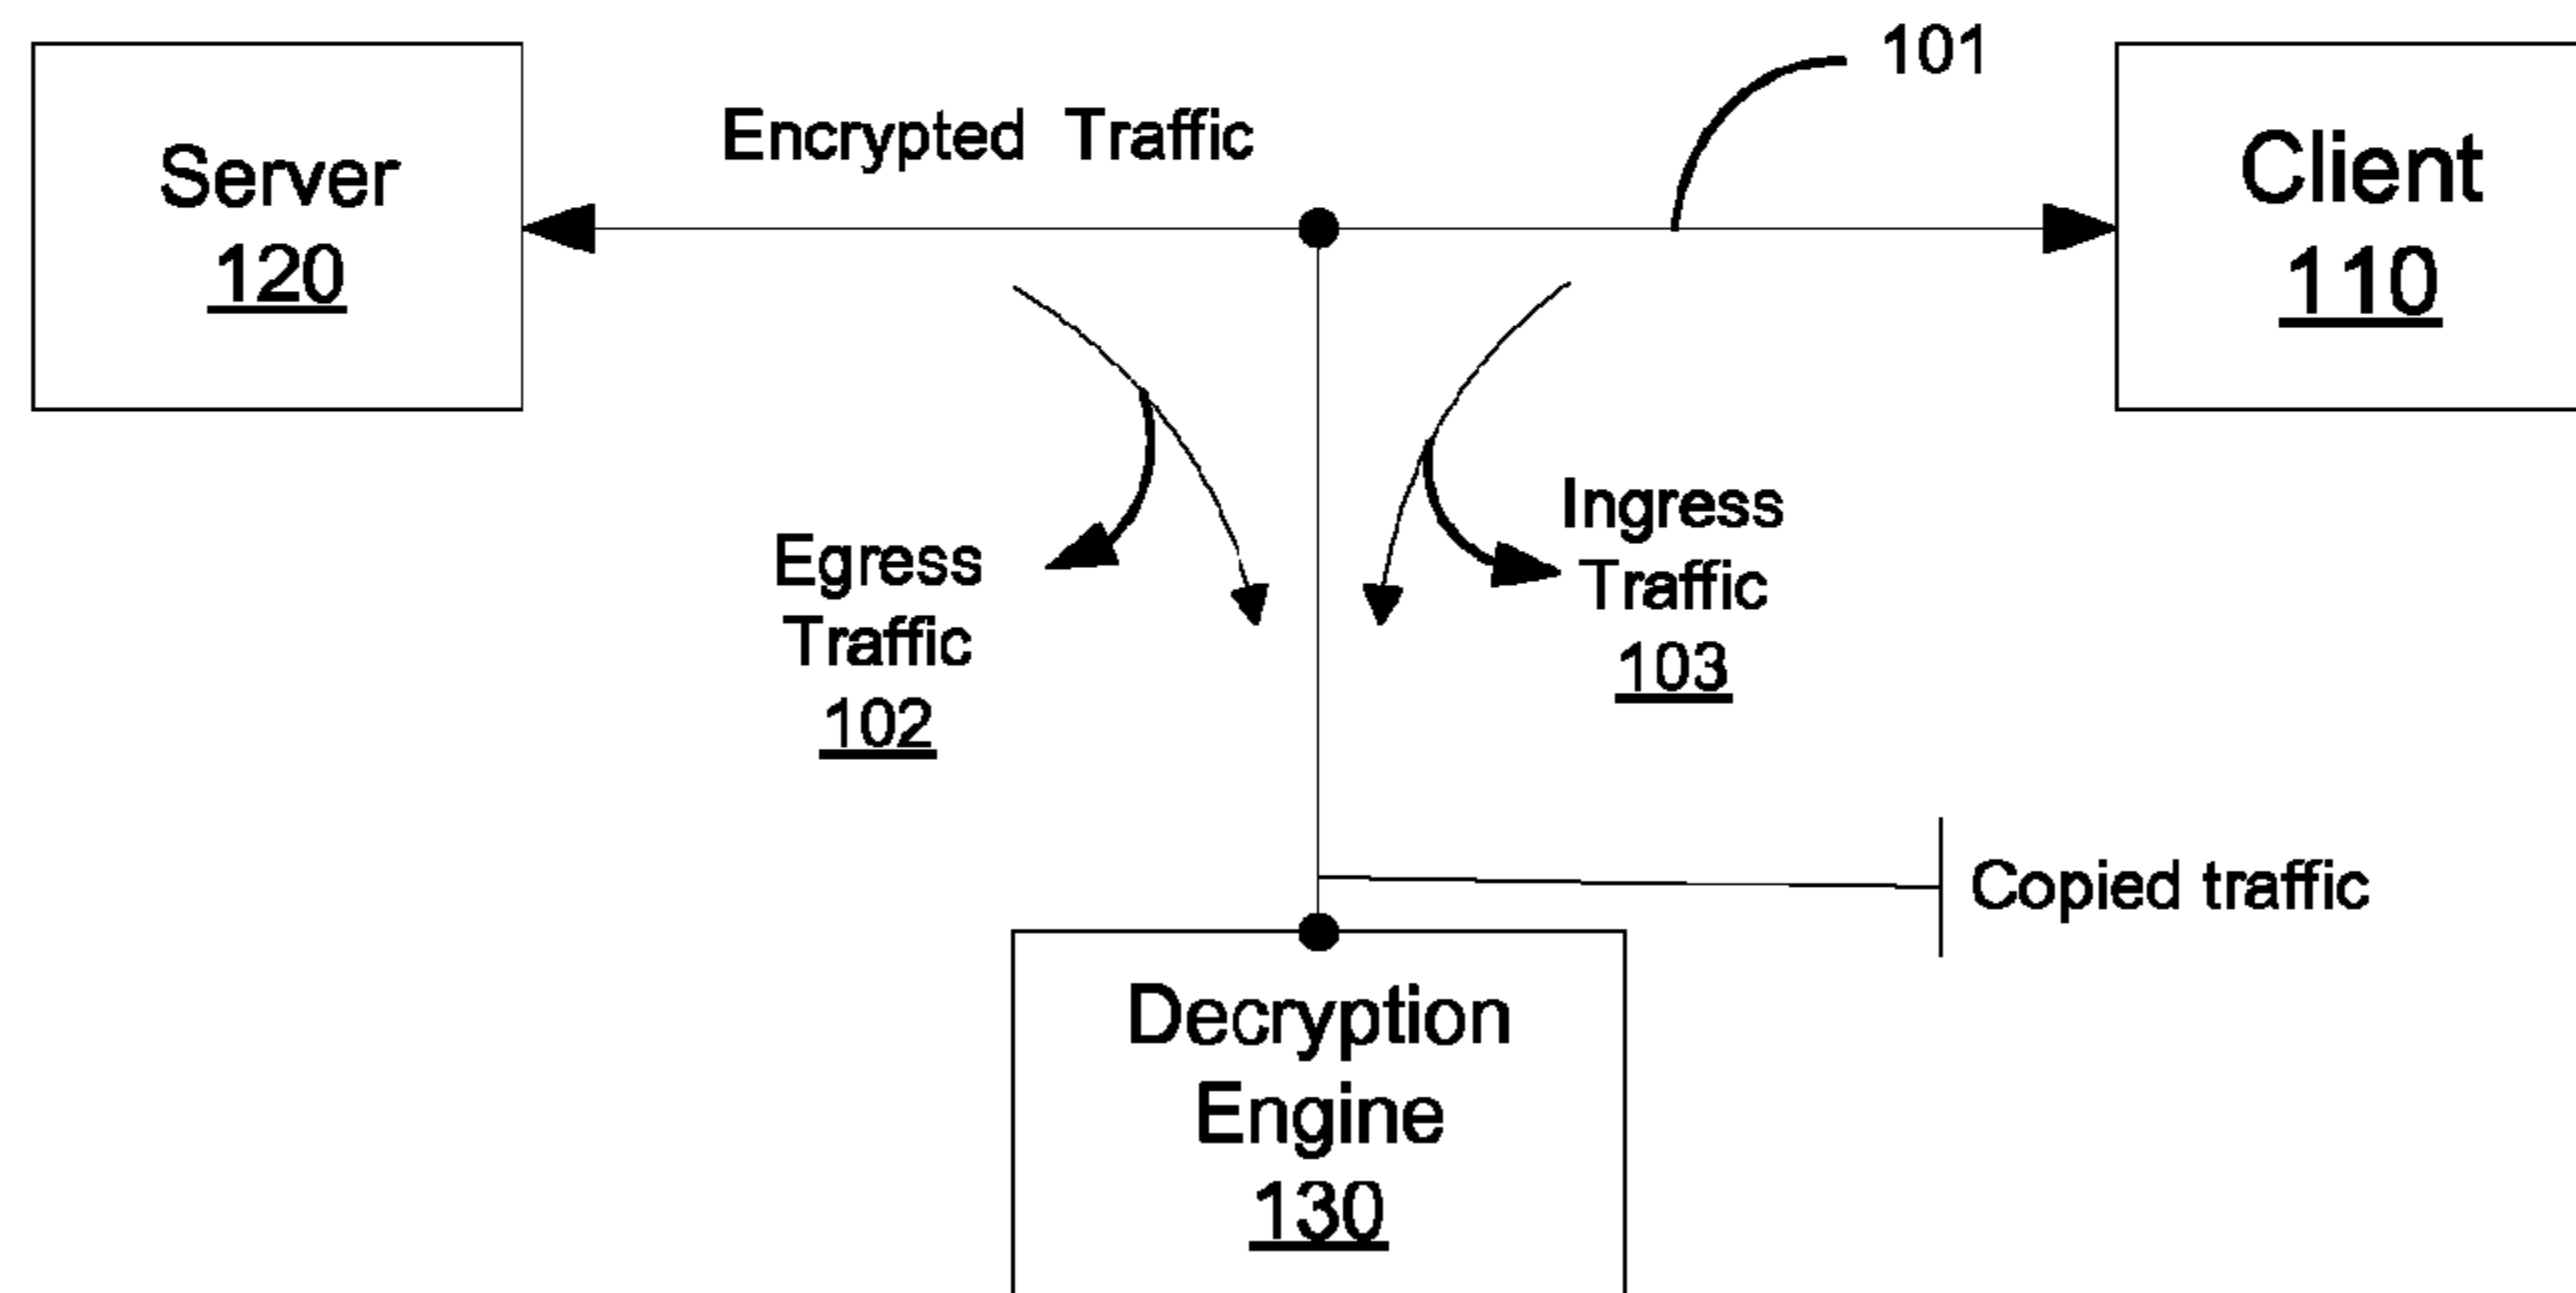 101
Encrypted Traffic
Server
120
Client
110
Egress
Traffic
102
Ingress
Traffic
103
Copied traffic
Decryption
Engine
130